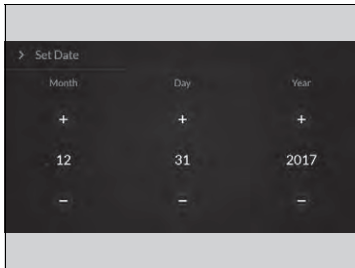 > Set Date
Month Day Year
+ + +
12 31 2017
− − −